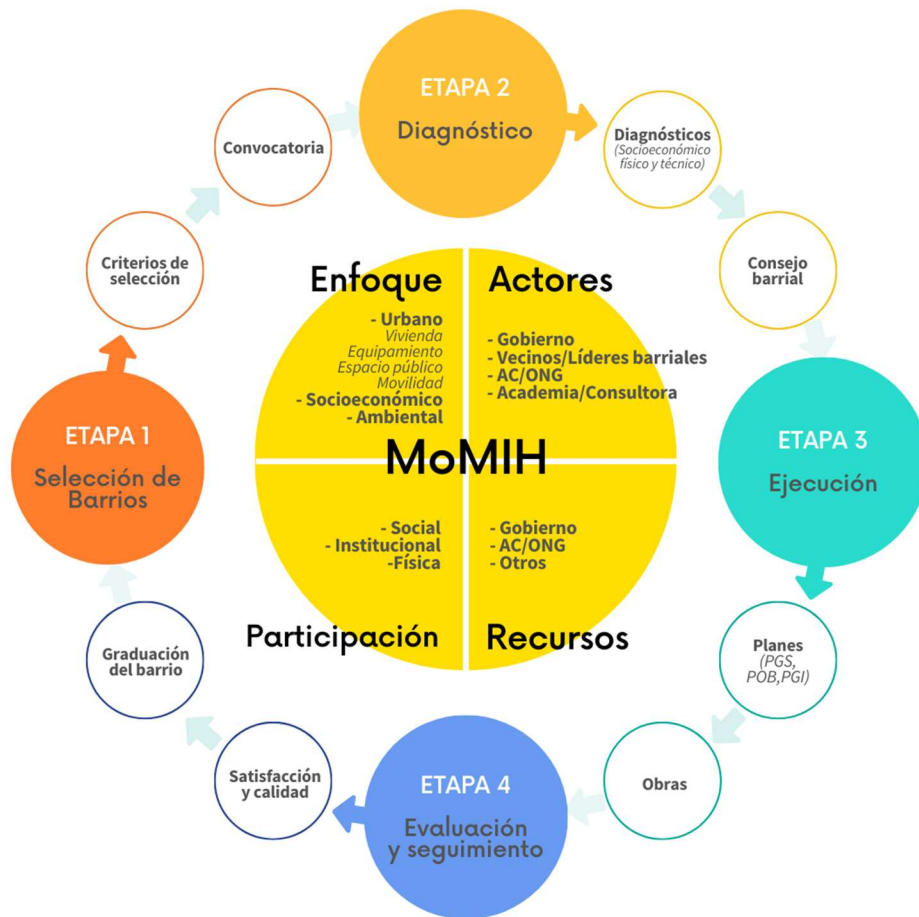 ETAPA 1
Selección de
Barrios
Criterios de
selección
Convocatoria
ETAPA 2
Diagnóstico
Diagnósticos
(Socioeconómico
físico y técnico)
Consejo
barrial
ETAPA 3
Ejecución
Planes
(PGS,
POB,PGI)
Obras
ETAPA 4
Evaluación
y seguimiento
Satisfacción
y calidad
Graduación
del barrio
Enfoque
- Urbano
Vivienda
Equipamiento
Espacio público
Movilidad
- Socioeconómico
- Ambiental
Actores
- Gobierno
- Vecinos/Líderes barriales
- AC/ONG
- Academia/Consultora
MoMIH
- Social
- Institucional
-Física
Participación
- Gobierno
- AC/ONG
- Otros
Recursos